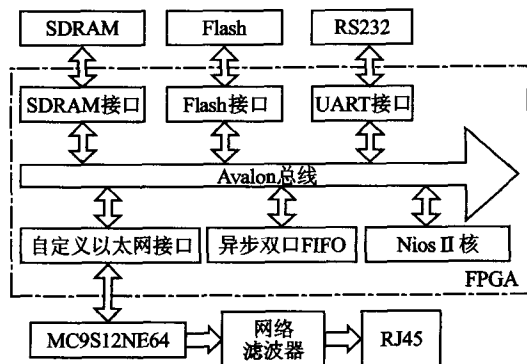 SDRAM
Flash
RS232
SDRAM接口
Flash接口
UART接口
Avalon总线
自定义以太网接口
异步双口FIFO
Nios II 核
FPGA
MC9S12NE64
网络
滤波器
RJ45